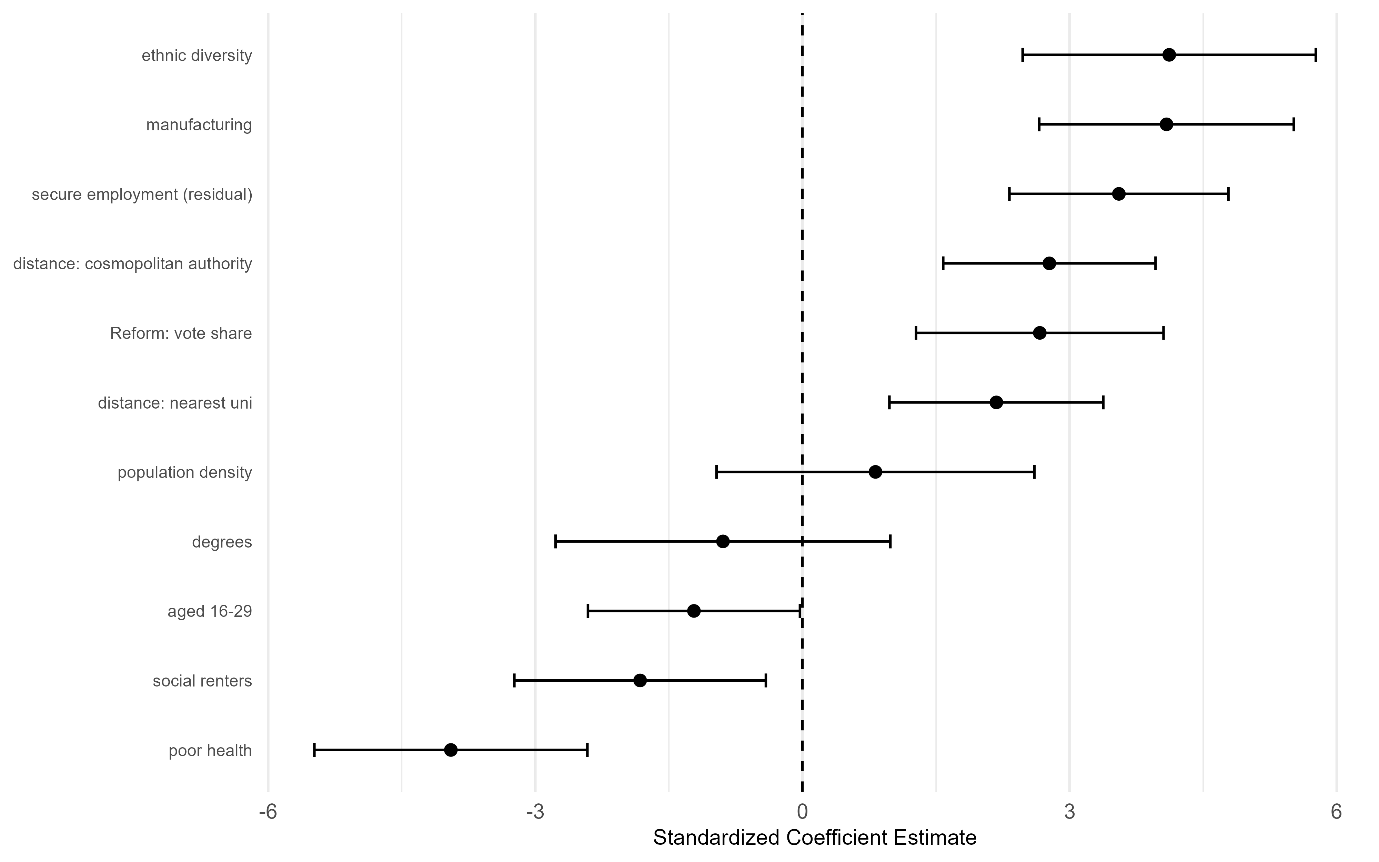 ethnic diversity
manufacturing
secure employment (residual)
distance: cosmopolitan authority
Reform: vote share
distance: nearest uni
population density
degrees
aged 16-29
social renters
poor health
-6 -3 0 3 6
Standardized Coefficient Estimate